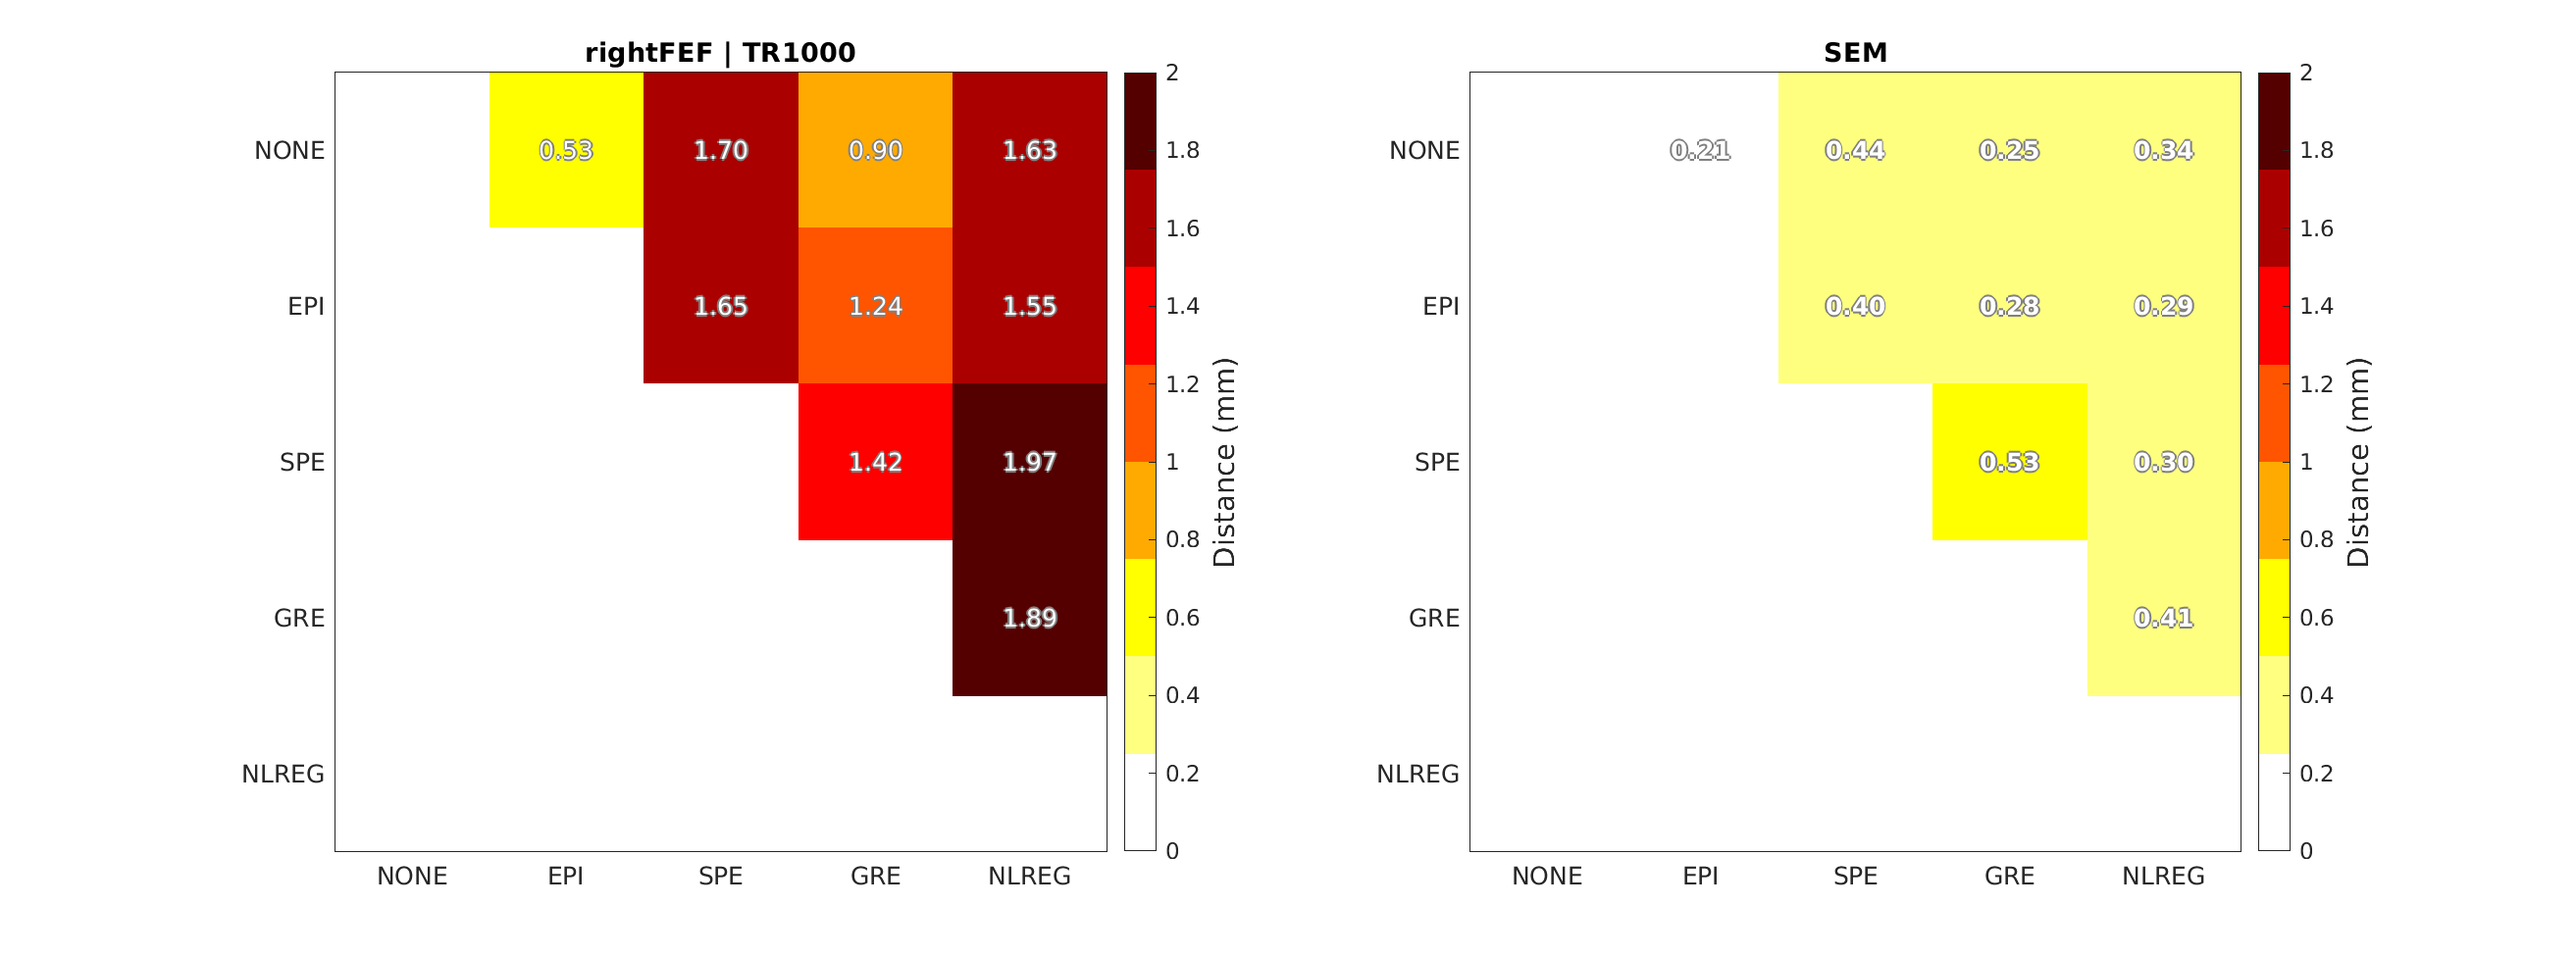 rightFEF | TR1000
NONE 0.53 1.70 0.90 1.63
EPI 1.65 1.24 1.55
SPE 1.42 1.97
GRE 1.89
NLREG
NONE EPI SPE GRE NLREG
2
1.8
1.6
1.4
1.2
1
0.8
0.6
0.4
0.2
0
Distance (mm)
SEM
NONE 0.21 0.44 0.25 0.34
EPI 0.40 0.28 0.29
SPE 0.53 0.30
GRE 0.41
NLREG
NONE EPI SPE GRE NLREG
2
1.8
1.6
1.4
1.2
1
0.8
0.6
0.4
0.2
0
Distance (mm)